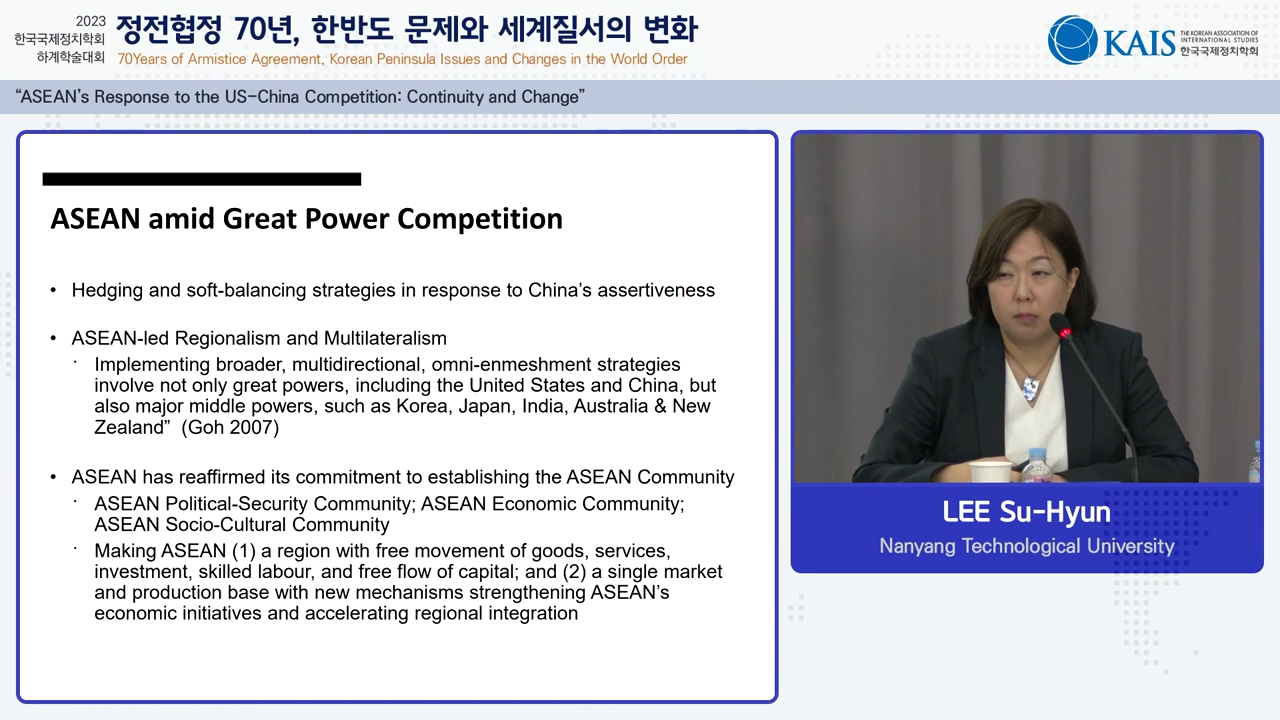 2023
한국국제정치학회
하계학술대회
정전협정 70년, 한반도 문제와 세계질서의 변화
70Years of Armistice Agreement, Korean Peninsula Issues and Changes in the World Order
KAIS
THE KOREAN ASSOCIATION OF
INTERNATIONAL STUDIES
한국국제정치학회
“ASEAN’s Response to the US-China Competition: Continuity and Change”
ASEAN amid Great Power Competition
• Hedging and soft-balancing strategies in response to China’s assertiveness
• ASEAN-led Regionalism and Multilateralism
· Implementing broader, multidirectional, omni-enmeshment strategies
involve not only great powers, including the United States and China, but
also major middle powers, such as Korea, Japan, India, Australia & New
Zealand” (Goh 2007)
• ASEAN has reaffirmed its commitment to establishing the ASEAN Community
· ASEAN Political-Security Community; ASEAN Economic Community;
ASEAN Socio-Cultural Community
· Making ASEAN (1) a region with free movement of goods, services,
investment, skilled labour, and free flow of capital; and (2) a single market
and production base with new mechanisms strengthening ASEAN’s
economic initiatives and accelerating regional integration
LEE Su-Hyun
Nanyang Technological University